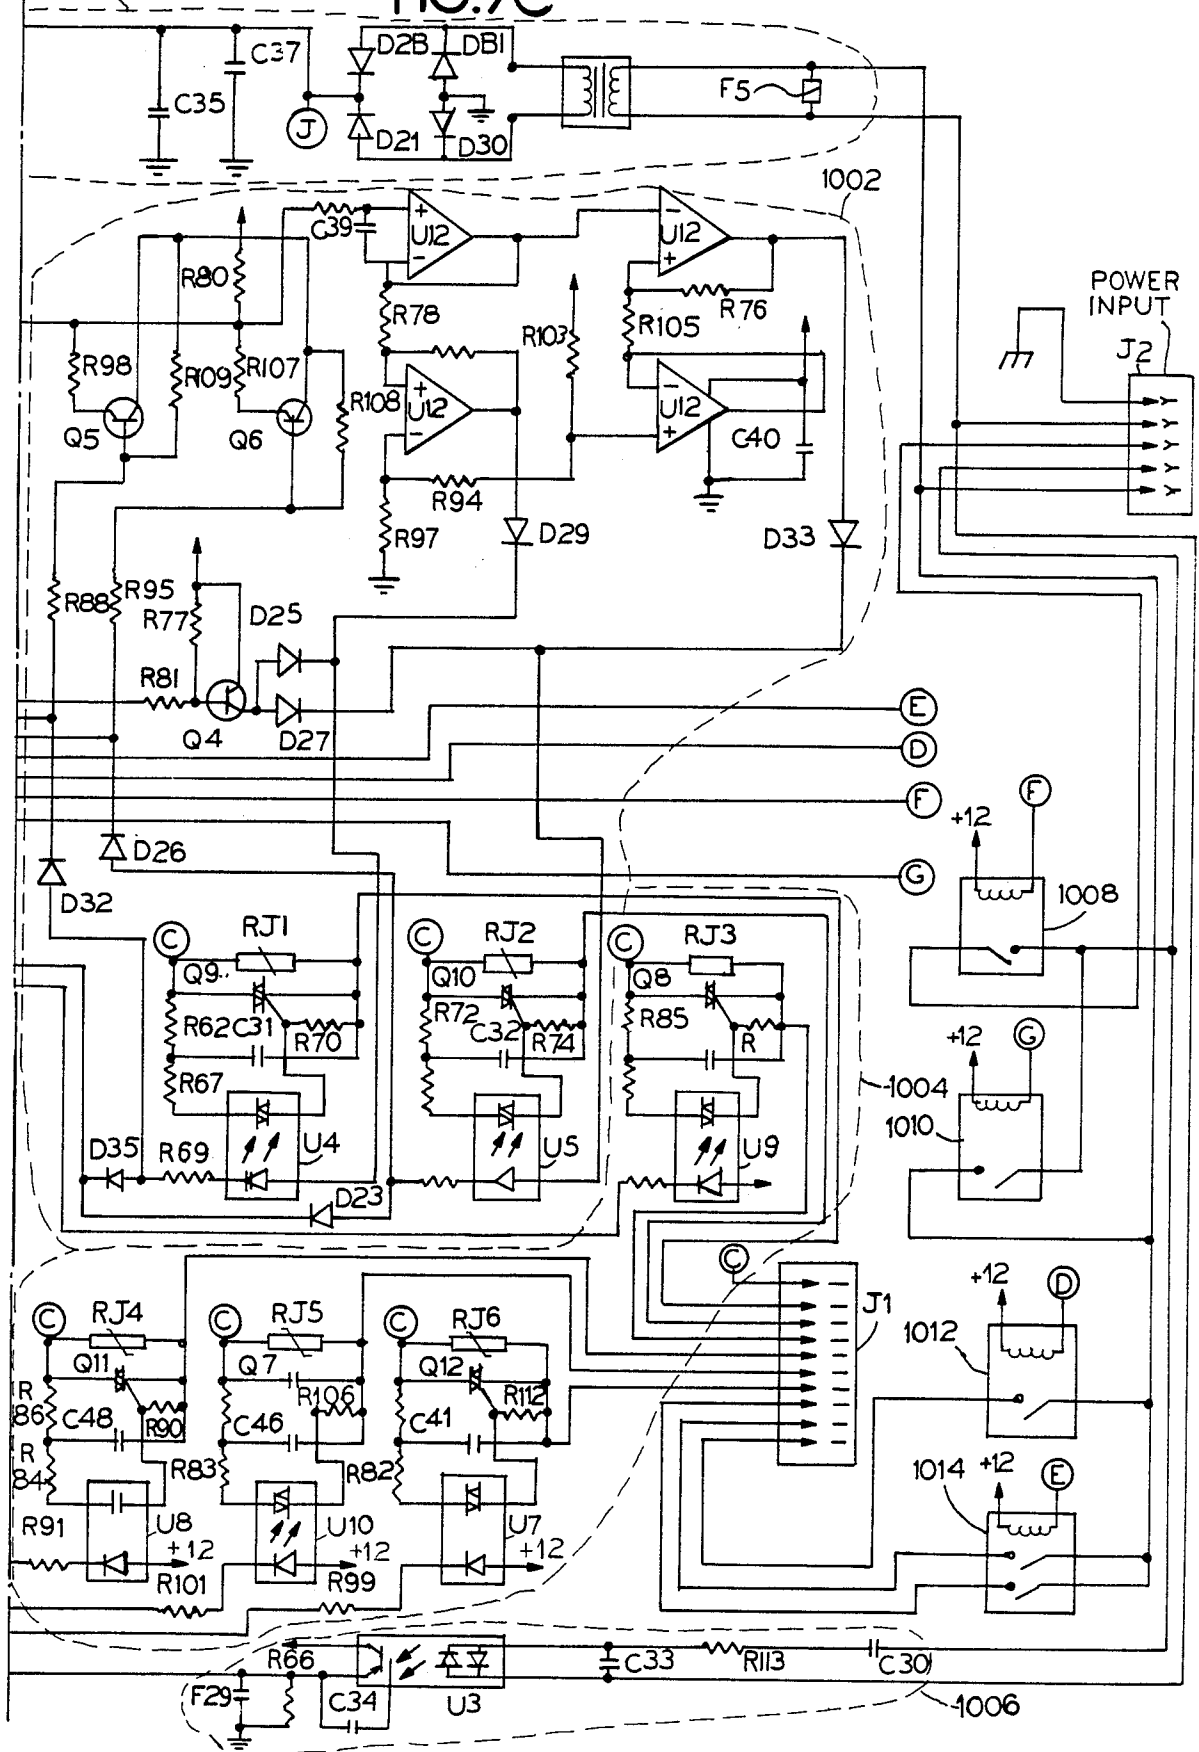 FIG.7C
D2B
DB1
C37
C35
F5
J
D21
D30
1002
+
C39
U12
-
-
U12
+
R80
POWER
INPUT
R78
R76
R103
R105
J2
R98
R109
R107
R108
+
U12
-
-
U12
+
Q5
Q6
C40
R94
R97
D29
D33
R88
R95
R77
D25
R81
E
Q4
D27
D
F
F
+12
D26
G
D32
1008
C
RJ1
C
RJ2
C
RJ3
Q9
Q10
Q8
R62
C31
R70
R72
C32
R74
R85
R
+12
G
R67
1004
1010
D35
R69
U4
U5
U9
D23
C
J1
+12
D
C
RJ4
C
RJ5
C
RJ6
1012
Q11
Q7
Q12
R
86
C48
R90
R106
C46
R112
C41
R
84
R83
R82
1014
+12
E
R91
U8
+12
U10
+12
U7
+12
R101
R99
R66
C33
R113
C30
F29
C34
U3
1006